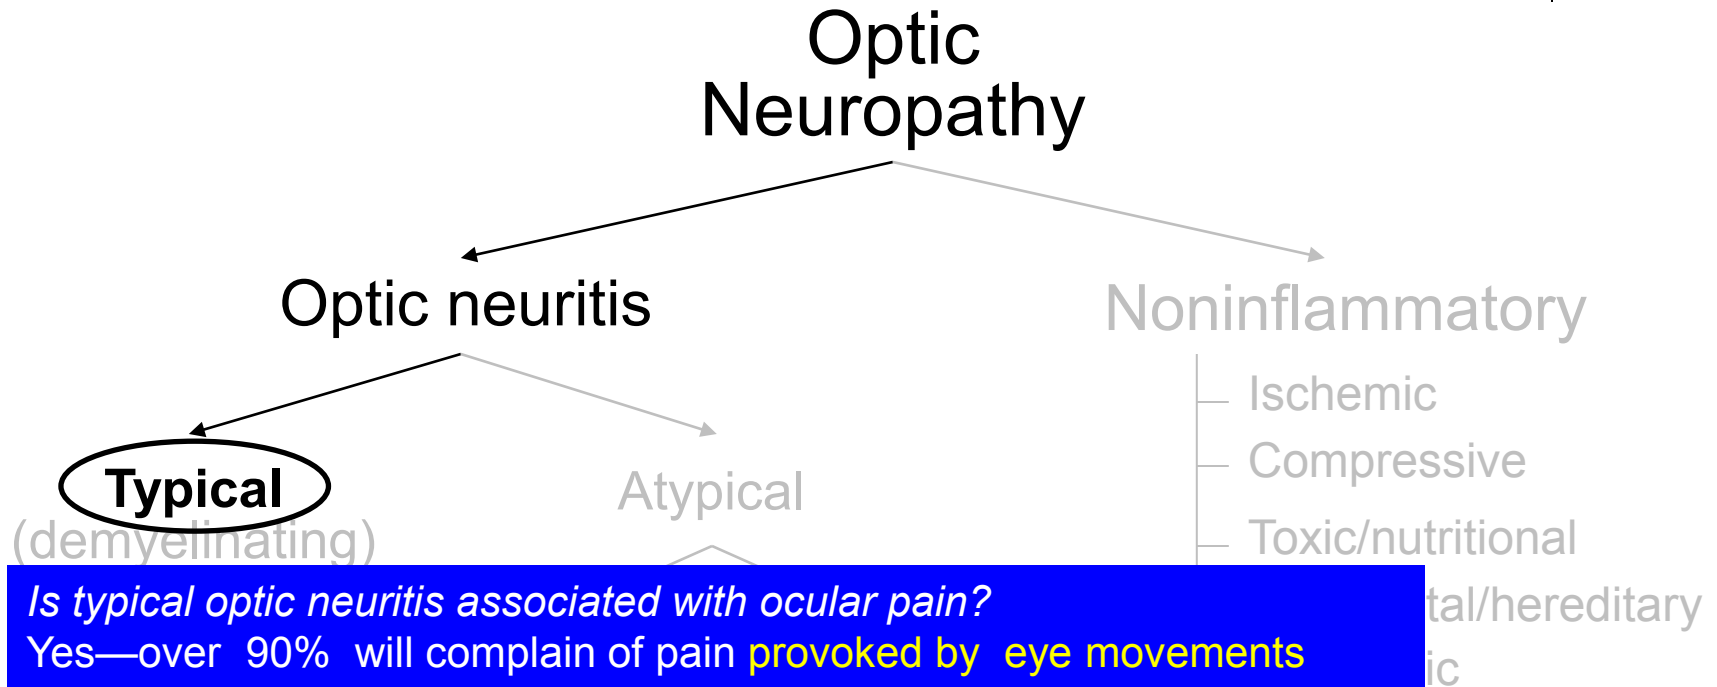 Optic
Neuropathy
Optic neuritis
Noninflammatory
Ischemic
Compressive
Toxic/nutritional
Typical
Atypical
(demyelinating)
Is typical optic neuritis associated with ocular pain?
Yes—over 90% will complain of pain provoked by eye movements
tal/hereditary
ic